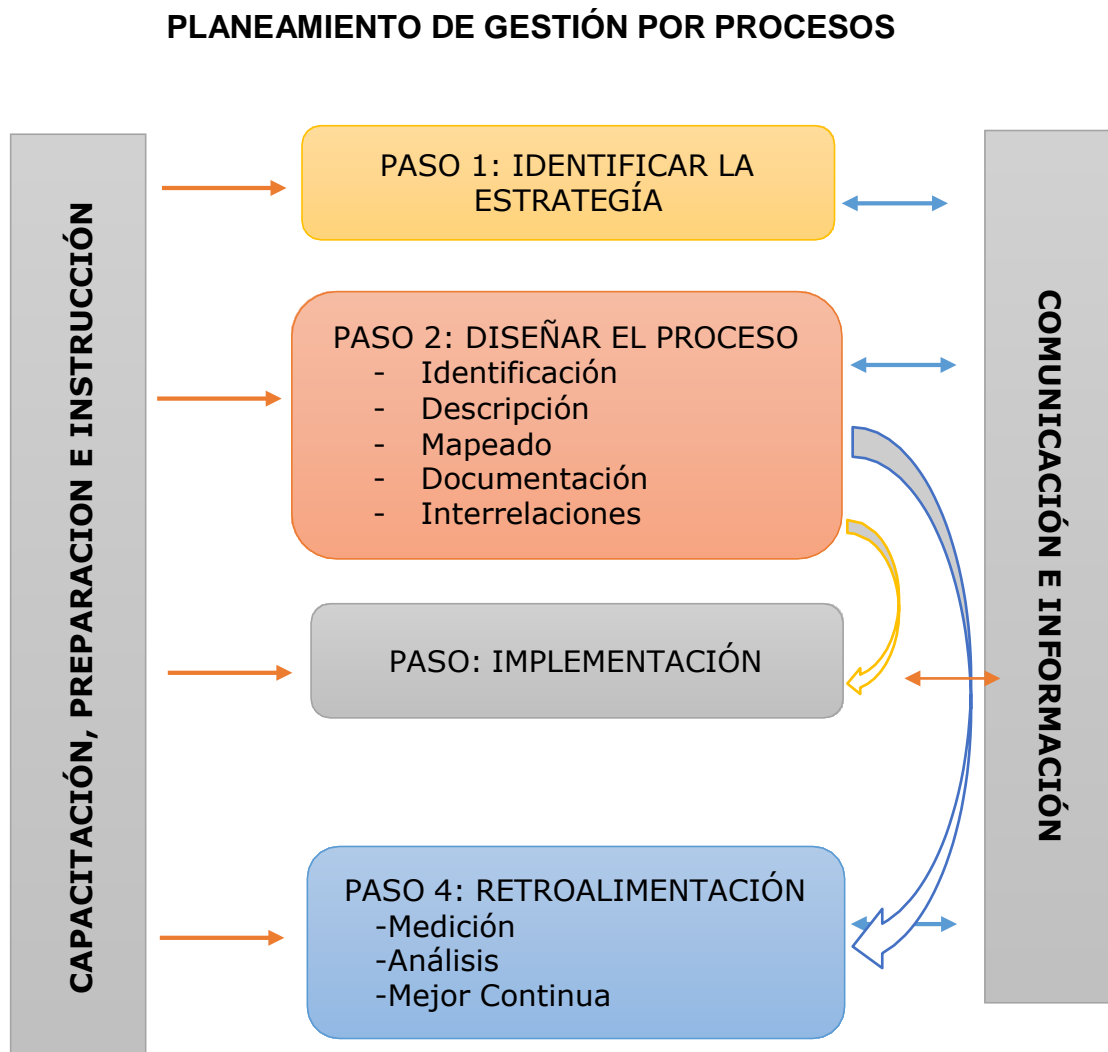 PLANEAMIENTO DE GESTIÓN POR PROCESOS
CAPACITACIÓN, PREPARACION E INSTRUCCIÓN
PASO 1: IDENTIFICAR LA
ESTRATEGÍA
PASO 2: DISEÑAR EL PROCESO
- Identificación
- Descripción
- Mapeado
- Documentación
- Interrelaciones
PASO: IMPLEMENTACIÓN
PASO 4: RETROALIMENTACIÓN
-Medición
-Análisis
-Mejor Continua
COMUNICACIÓN E INFORMACIÓN